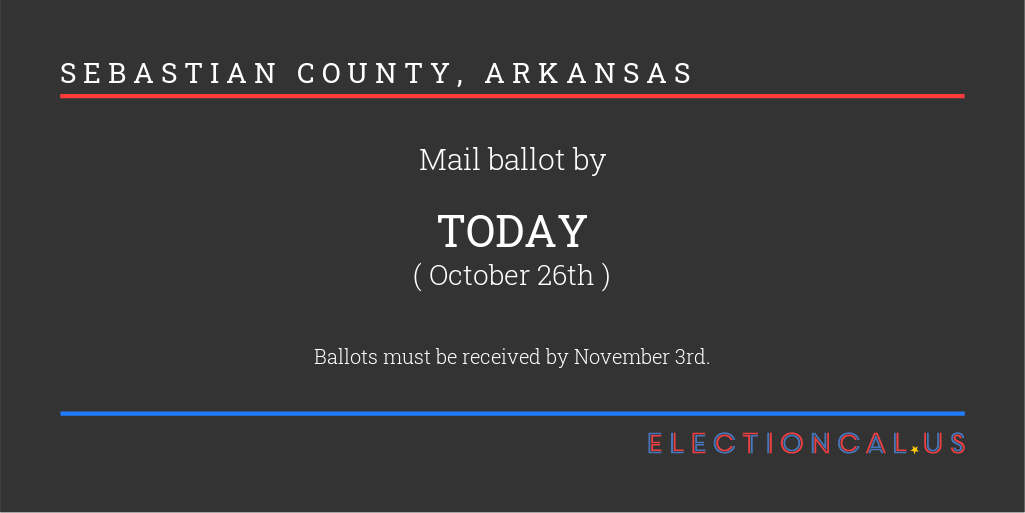 SEBASTIAN COUNTY, ARKANSAS
Mail ballot by
TODAY
( October 26th )
Ballots must be received by November 3rd.
ELECTIONCAL.US